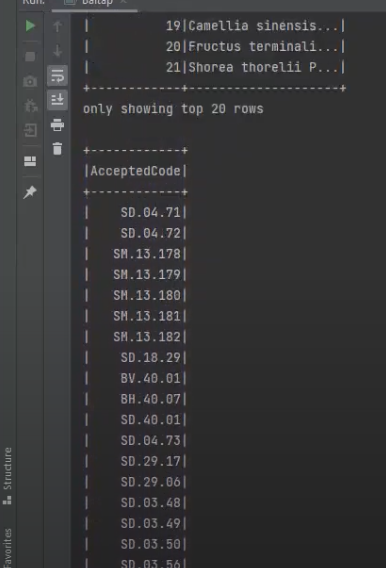 Run:
Baitap
|          19|Camellia sinensis...|
|          20|Fructus terminali...|
|          21|Shorea thorelii P...|
+------------+--------------------+
only showing top 20 rows
+------------+
|AcceptedCode|
+------------+
|    SD.04.71|
|    SD.04.72|
|   SM.13.178|
|   SM.13.179|
|   SM.13.180|
|   SM.13.181|
|   SM.13.182|
|    SD.18.29|
|    BV.40.01|
|    BH.40.07|
|    SD.40.01|
|    SD.04.73|
|    SD.29.17|
|    SD.29.06|
|    SD.03.48|
|    SD.03.49|
|    SD.03.50|
|    SD.03.56|
Structure
Favorites